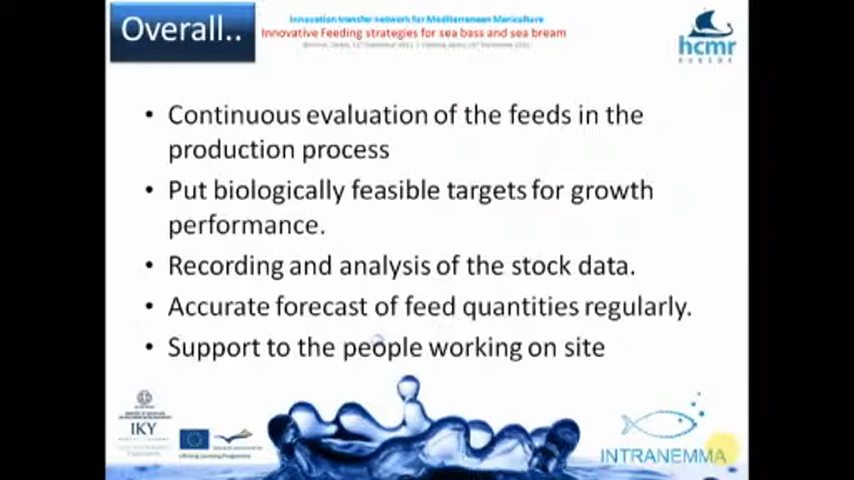 Overall..
Innovation transfer network for Mediterranean Mariculture
Innovative Feeding strategies for sea bass and sea bream
hcmr
• Continuous evaluation of the feeds in the
production process
• Put biologically feasible targets for growth
performance.
• Recording and analysis of the stock data.
• Accurate forecast of feed quantities regularly.
• Support to the people working on site
IKY
INTRANEMMA